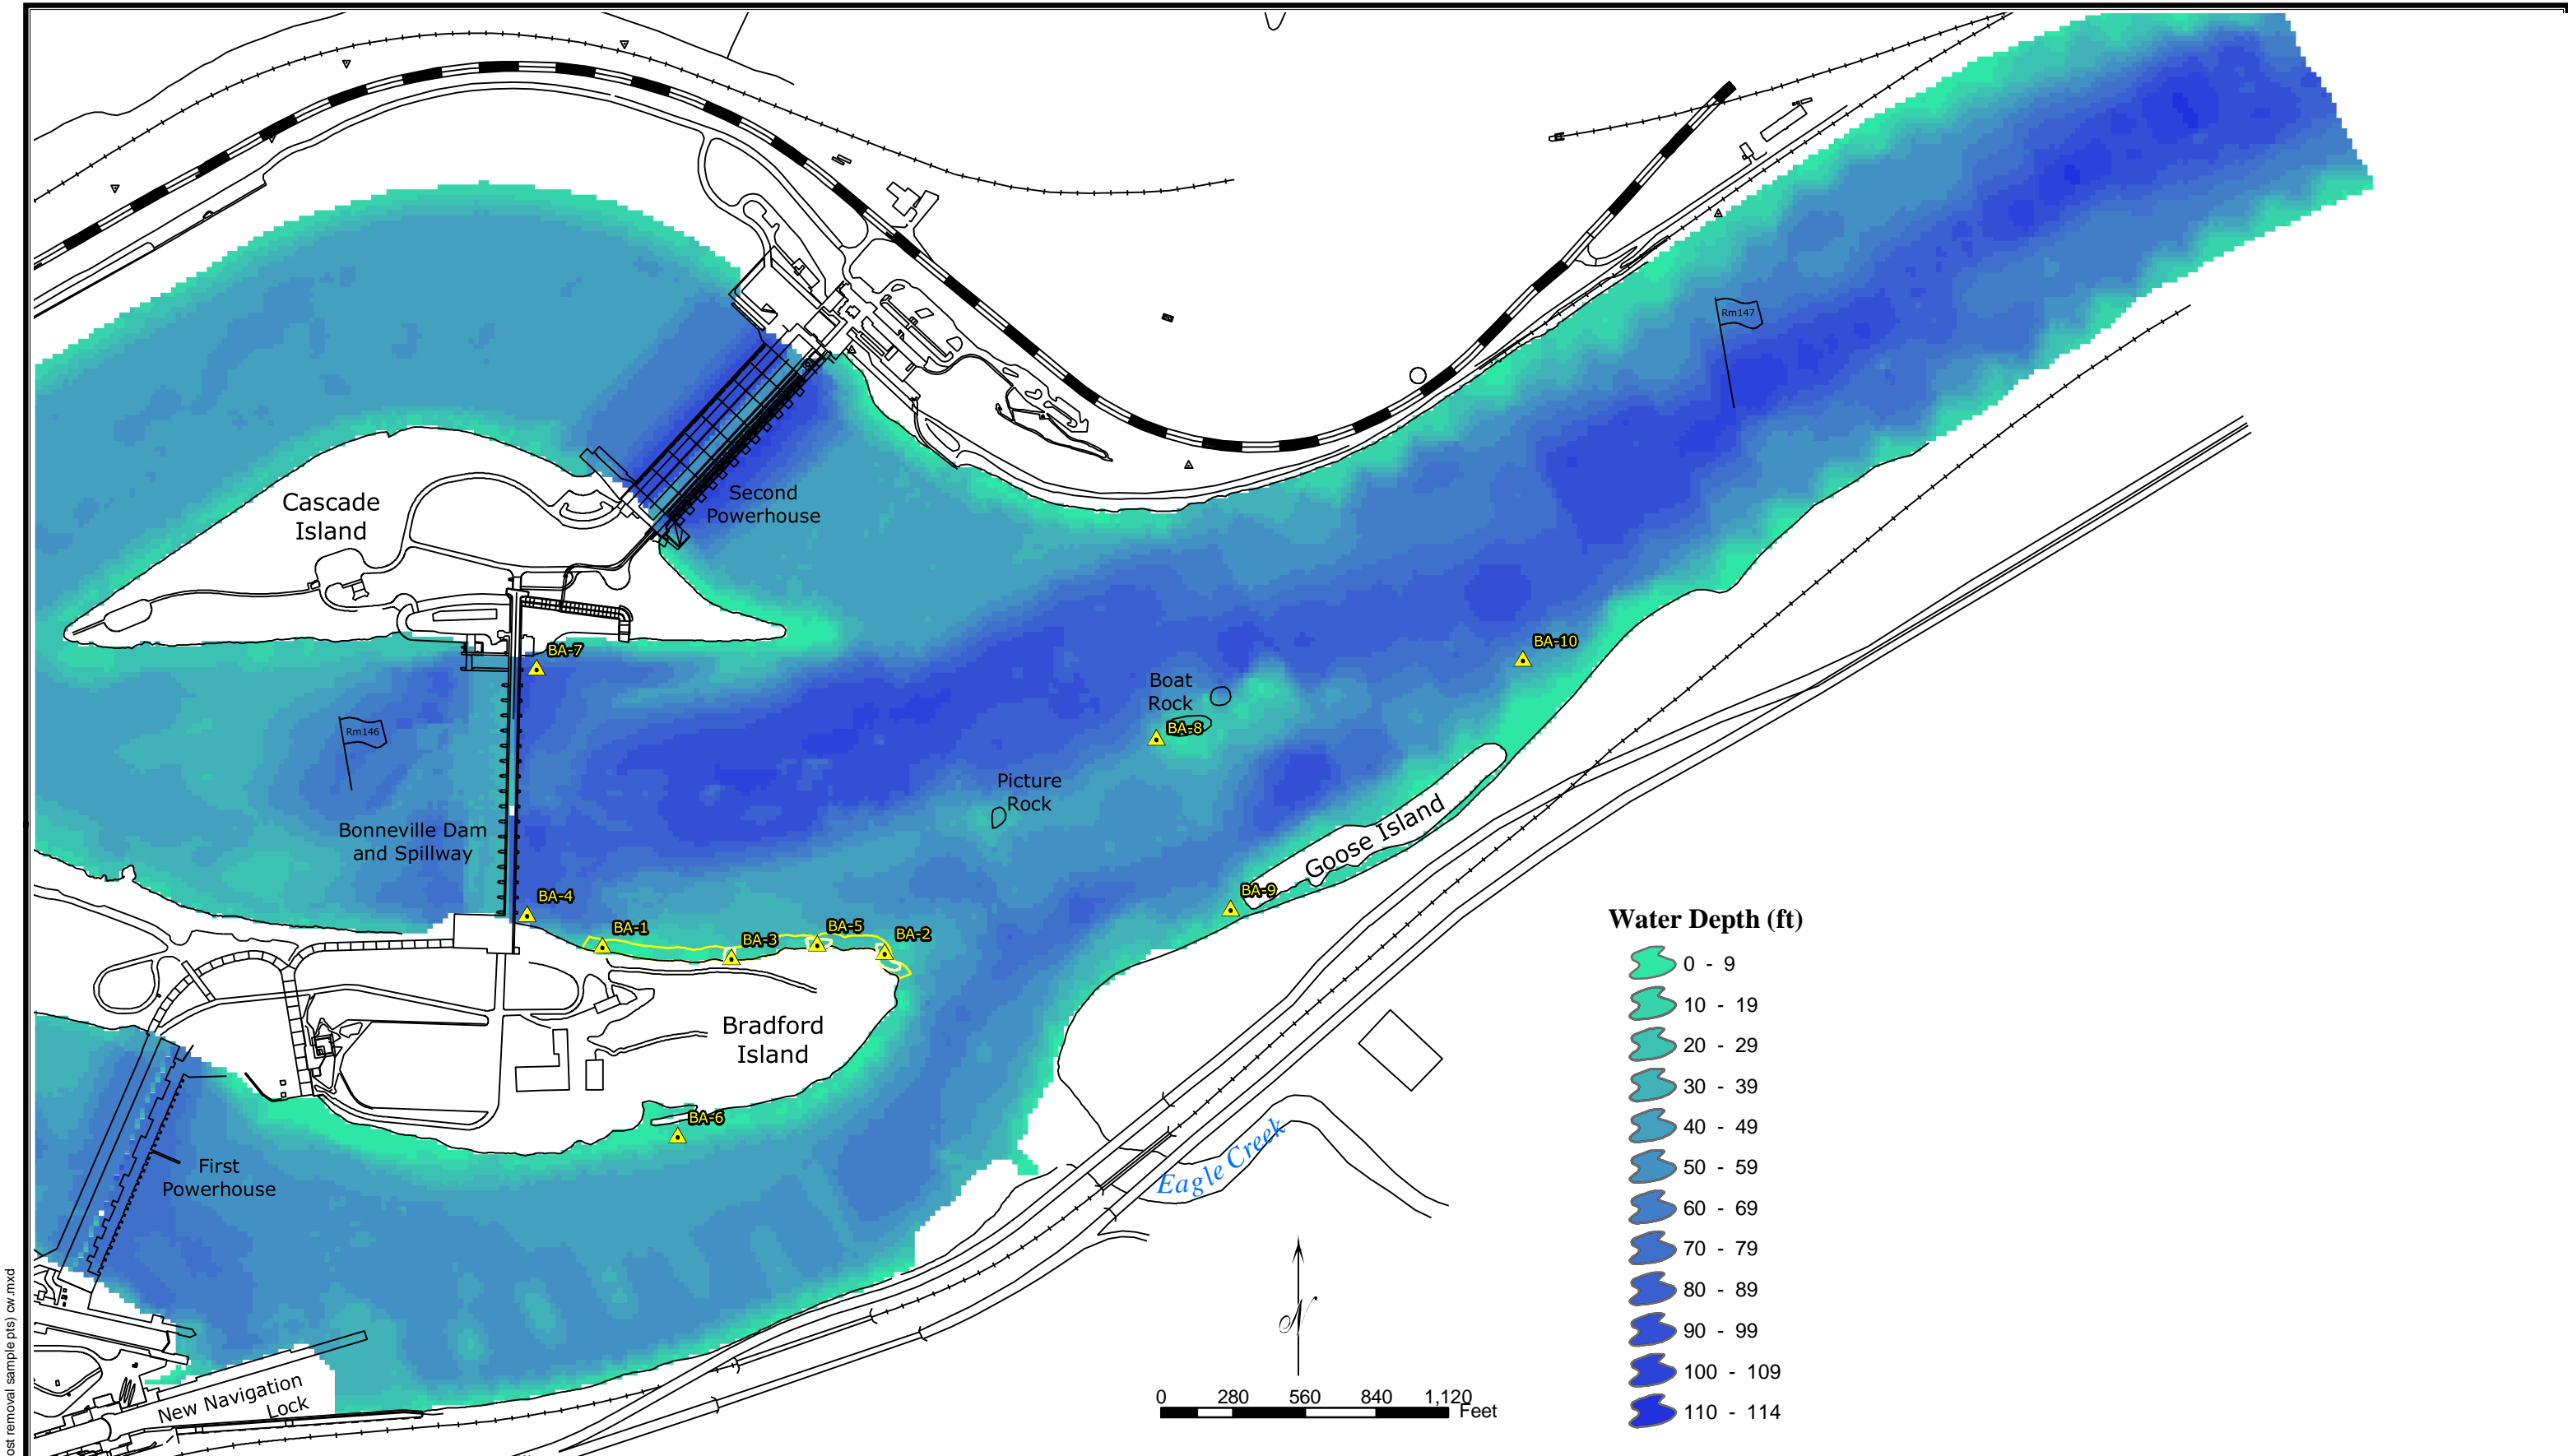 Rm147
Second
Powerhouse
Cascade
Island
BA-7
BA-10
Boat
Rock
BA-8
Rm146
Picture
Rock
Bonneville Dam
and Spillway
Goose Island
BA-9
BA-4
BA-1
BA-3
BA-5
BA-2
Bradford
Island
BA-6
First
Powerhouse
Eagle Creek
New Navigation
Lock
Water Depth (ft)
0 - 9
10 - 19
20 - 29
30 - 39
40 - 49
50 - 59
60 - 69
70 - 79
80 - 89
90 - 99
100 - 109
110 - 114
N
0 280 560 840 1,120
Feet
removal sample pts) cw.mxd